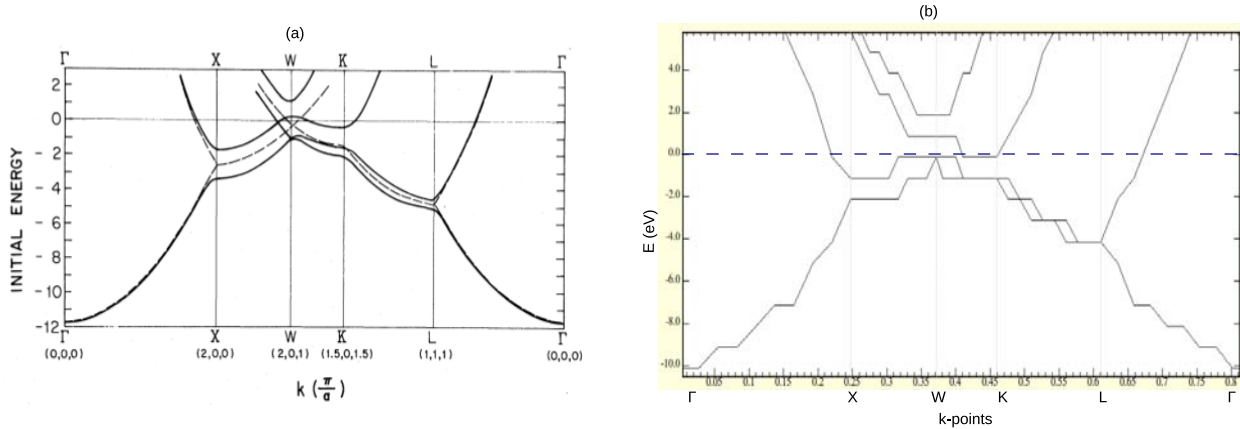 (a)
Γ X W K L Γ
2
0
-2
-4
-6
-8
-10
-12
INITIAL ENERGY
Γ X W K L Γ
(0,0,0) (2,0,0) (2,0,1) (1.5,0,1.5) (1,1,1) (0,0,0)
k (π/a)
(b)
4.0
2.0
0.0
-2.0
-4.0
-6.0
-8.0
-10.0
E (eV)
0.05 0.1 0.15 0.2 0.25 0.3 0.35 0.4 0.45 0.5 0.55 0.6 0.65 0.7 0.75 0.8
Γ X W K L Γ
k-points